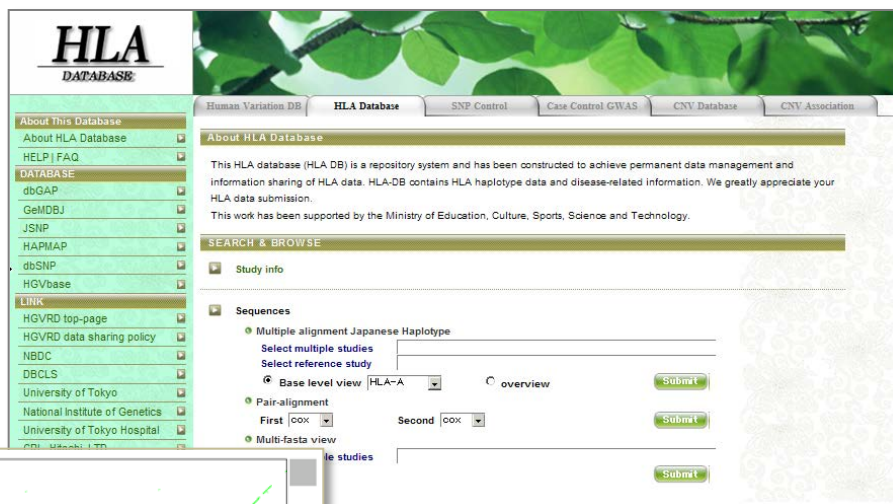 HLA
DATABASE
Human Variation DB
HLA Database
SNP Control
Case Control GWAS
CNV Database
CNV Association
About This Database
About HLA Database
HELP | FAQ
DATABASE
dbGAP
GeMDBJ
JSNP
HAPMAP
dbSNP
HGVbase
LINK
HGVRD top-page
HGVRD data sharing policy
NBDC
DBCLS
University of Tokyo
National Institute of Genetics
University of Tokyo Hospital
About HLA Database
This HLA database (HLA DB) is a repository system and has been constructed to achieve permanent data management and
information sharing of HLA data. HLA-DB contains HLA haplotype data and disease-related information. We greatly appreciate your
HLA data submission.
This work has been supported by the Ministry of Education, Culture, Sports, Science and Technology.
SEARCH & BROWSE
Study info
Sequences
Multiple alignment Japanese Haplotype
Select multiple studies
Select reference study
Base level view HLA-A overview Submit
Pair-alignment
First cox Second cox Submit
Multi-fasta view
studies
Submit